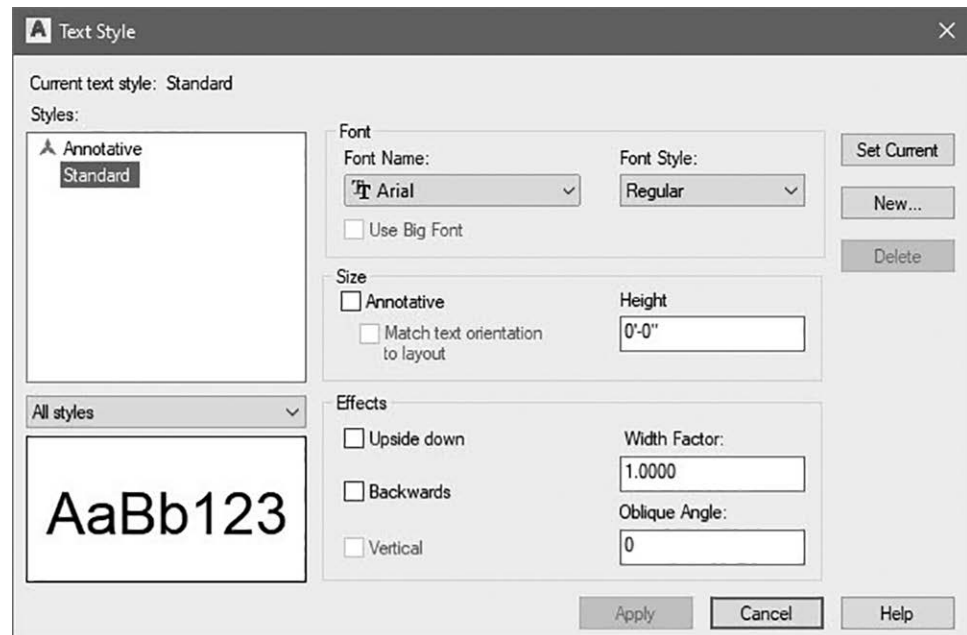 Text Style
Current text style: Standard
Styles:
Annotative
Standard
All styles
AaBb123
Font
Font Name:
Arial
Use Big Font
Font Style:
Regular
Size
Annotative
Match text orientation
to layout
Height
0'-0"
Effects
Upside down
Backwards
Vertical
Width Factor:
1.0000
Oblique Angle:
0
Set Current
New...
Delete
Apply
Cancel
Help